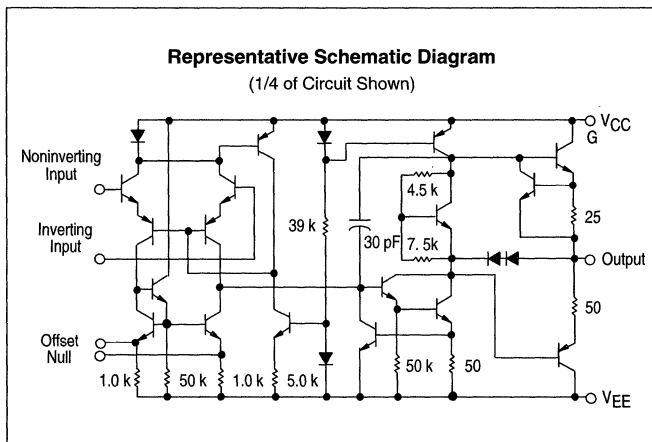 Representative Schematic Diagram
(1/4 of Circuit Shown)
VCC
G
Noninverting
Input
4.5 k
25
39 k
30 pF
7.5k
Inverting
Input
Output
50
Offset
Null
1.0 k
50 k
1.0 k
5.0 k
50 k
50
VEE